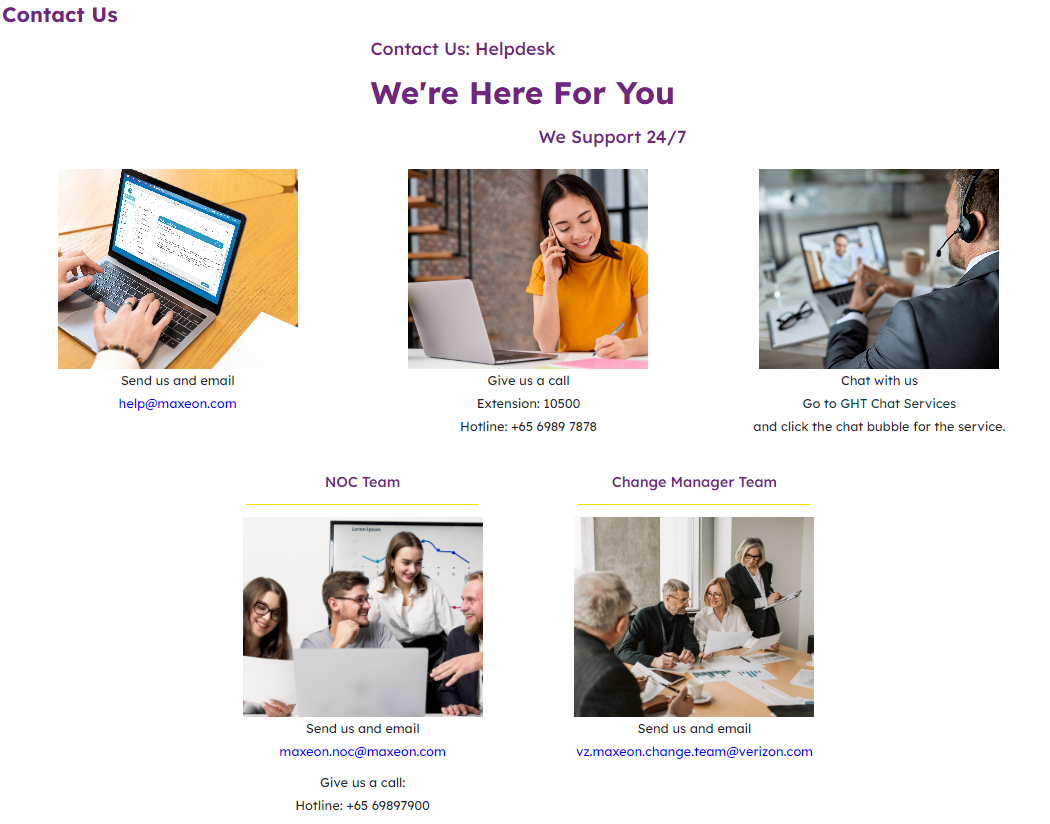 Contact Us
Contact Us: Helpdesk
We're Here For You
We Support 24/7
Send us and email
help@maxeon.com
Give us a call
Extension: 10500
Hotline: +65 6989 7878
Chat with us
Go to GHT Chat Services
and click the chat bubble for the service.
NOC Team
Lorem Ipsum
Send us and email
maxeon.noc@maxeon.com
Give us a call:
Hotline: +65 69897900
Change Manager Team
Send us and email
vz.maxeon.change.team@verizon.com